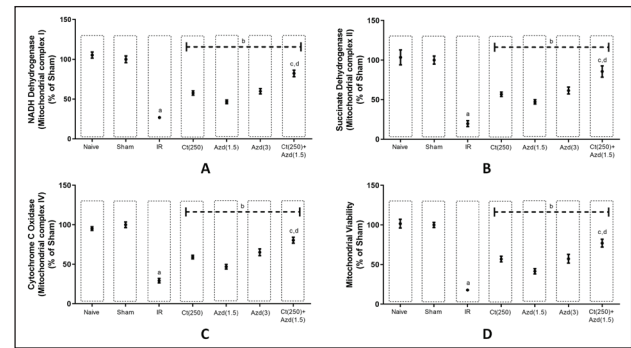 NADH Dehydrogenase
(Mitochondrial complex I)
(% of Sham)
150
100
50
0
a
b
c,d
Naive Sham IR Ct(250) Azd(1.5) Azd(3) Ct(250)+
Azd(1.5)
A
Succinate Dehydrogenase
(Mitochondrial complex II)
(% of Sham)
150
100
50
0
a
b
c,d
Naive Sham IR Ct(250) Azd(1.5) Azd(3) Ct(250)+
Azd(1.5)
B
Cytochrome C Oxidase
(Mitochondrial complex IV)
(% of Sham)
150
100
50
0
a
b
c,d
Naive Sham IR Ct(250) Azd(1.5) Azd(3) Ct(250)+
Azd(1.5)
C
Mitochondrial Viability
(% of Sham)
150
100
50
0
a
b
c,d
Naive Sham IR Ct(250) Azd(1.5) Azd(3) Ct(250)+
Azd(1.5)
D